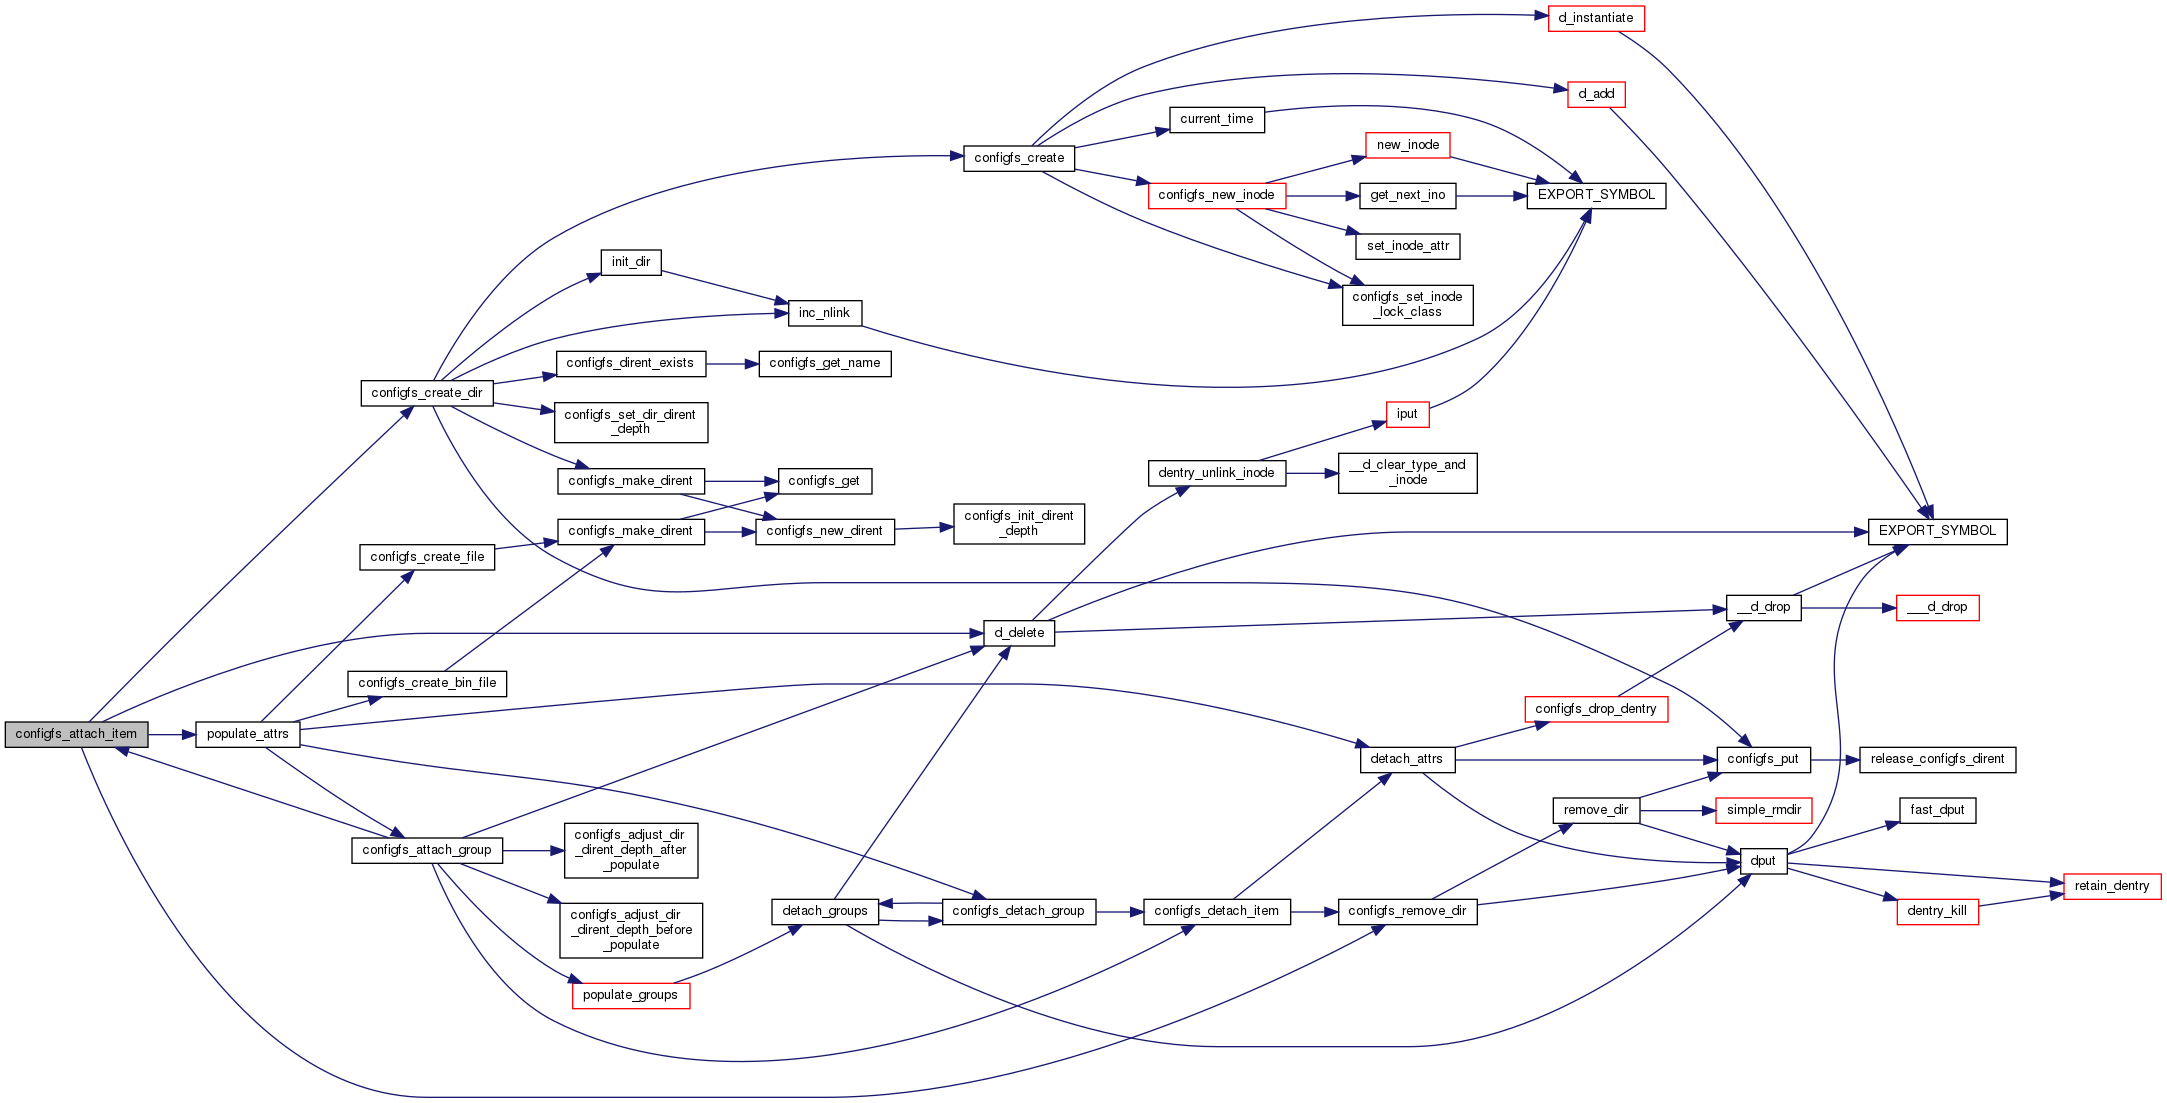 d_instantiate
d_add
current_time
new_inode
configfs_create
configfs_new_inode
get_next_ino
EXPORT_SYMBOL
set_inode_attr
init_dir
configfs_set_inode
_lock_class
inc_nlink
configfs_dirent_exists
configfs_get_name
configfs_create_dir
configfs_set_dir_dirent
_depth
iput
dentry_unlink_inode
__d_clear_type_and
_inode
configfs_make_dirent
configfs_get
configfs_make_dirent
configfs_new_dirent
configfs_init_dirent
_depth
EXPORT_SYMBOL
configfs_create_file
__d_drop
___d_drop
d_delete
configfs_create_bin_file
configfs_drop_dentry
configfs_attach_item
populate_attrs
detach_attrs
configfs_put
release_configfs_dirent
remove_dir
simple_rmdir
fast_dput
configfs_attach_group
configfs_adjust_dir
_dirent_depth_after
_populate
dput
retain_dentry
detach_groups
configfs_detach_group
configfs_detach_item
configfs_remove_dir
dentry_kill
configfs_adjust_dir
_dirent_depth_before
_populate
populate_groups